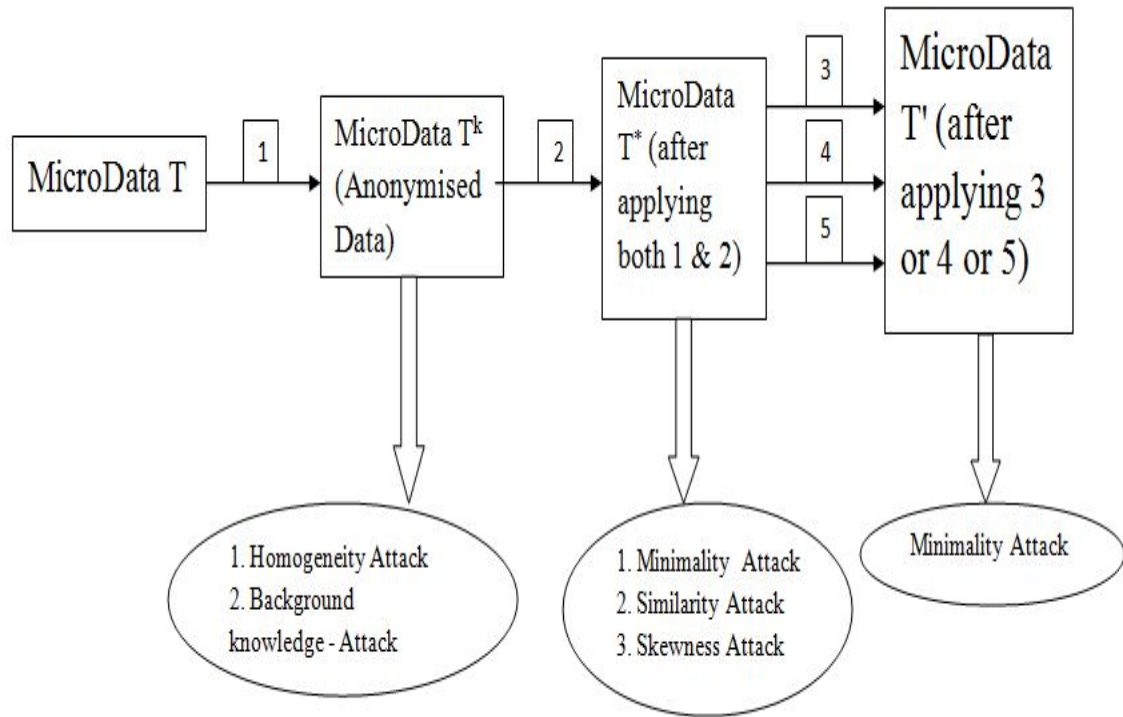 MicroData T
1
MicroData Tᵏ
(Anonymised
Data)
2
MicroData
T* (after
applying
both 1 & 2)
3
4
5
MicroData
T' (after
applying 3
or 4 or 5)
1. Homogeneity Attack
2. Background
knowledge - Attack
1. Minimality Attack
2. Similarity Attack
3. Skewness Attack
Minimality Attack